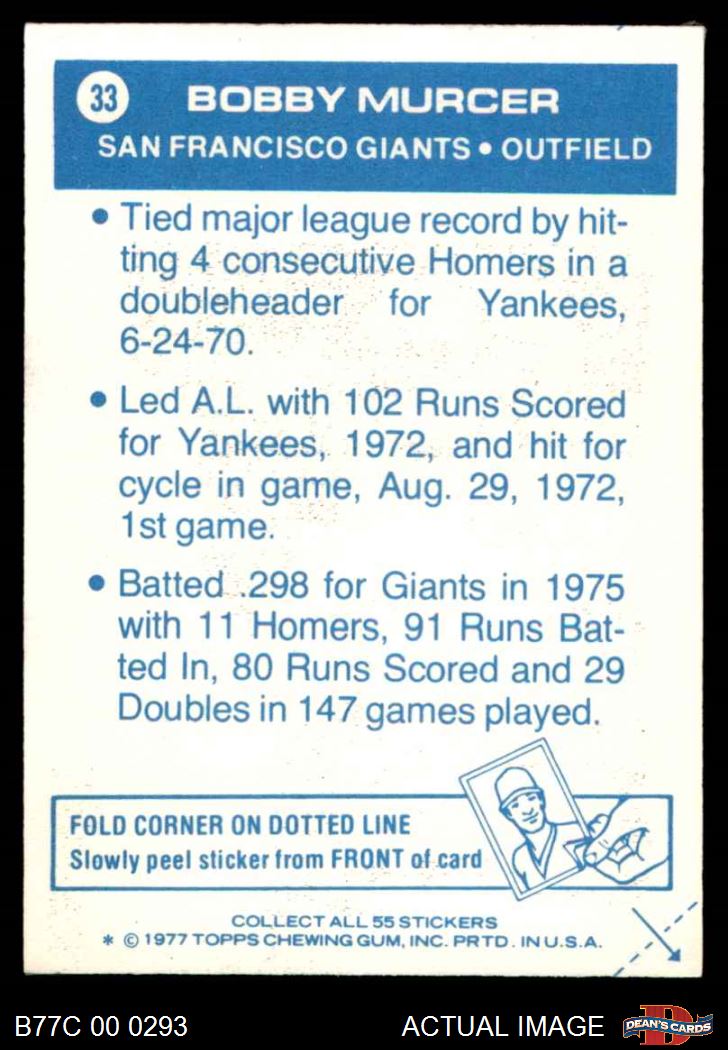 33
BOBBY MURCER
SAN FRANCISCO GIANTS • OUTFIELD
• Tied major league record by hit-
ting 4 consecutive Homers in a
doubleheader for Yankees,
6-24-70.
• Led A.L. with 102 Runs Scored
for Yankees, 1972, and hit for
cycle in game, Aug. 29, 1972,
1st game.
• Batted .298 for Giants in 1975
with 11 Homers, 91 Runs Bat-
ted In, 80 Runs Scored and 29
Doubles in 147 games played.
FOLD CORNER ON DOTTED LINE
Slowly peel sticker from FRONT of card
COLLECT ALL 55 STICKERS
* © 1977 TOPPS CHEWING GUM, INC. PRTD. IN U.S.A.
B77C 00 0293
ACTUAL IMAGE
D
DEAN'S CARDS